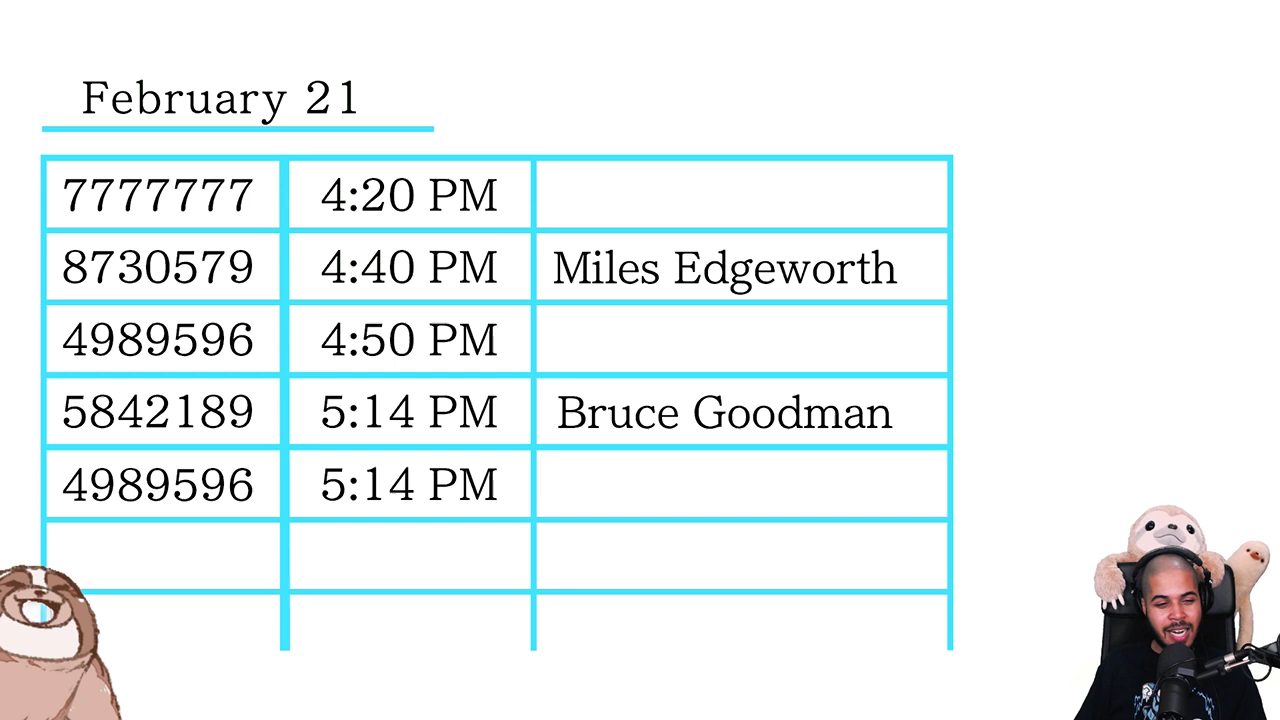 February 21
7777777 4:20 PM
8730579 4:40 PM Miles Edgeworth
4989596 4:50 PM
5842189 5:14 PM Bruce Goodman
4989596 5:14 PM